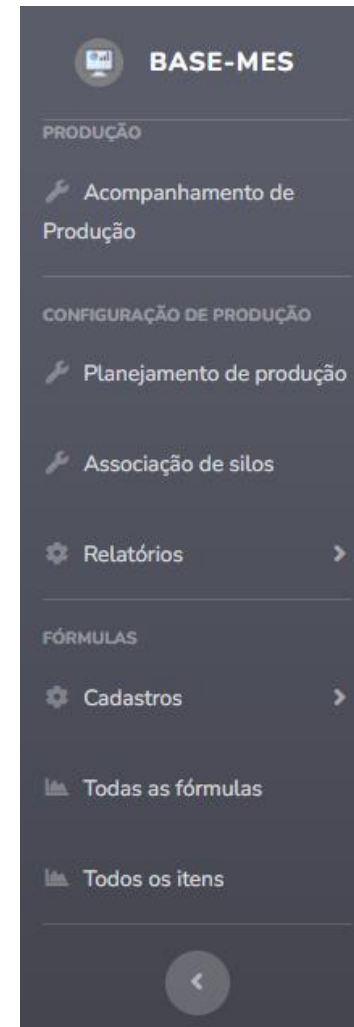 BASE-MES
PRODUÇÃO
Acompanhamento de
Produção
CONFIGURAÇÃO DE PRODUÇÃO
Planejamento de produção
Associação de silos
Relatórios
FÓRMULAS
Cadastros
Todas as fórmulas
Todos os itens